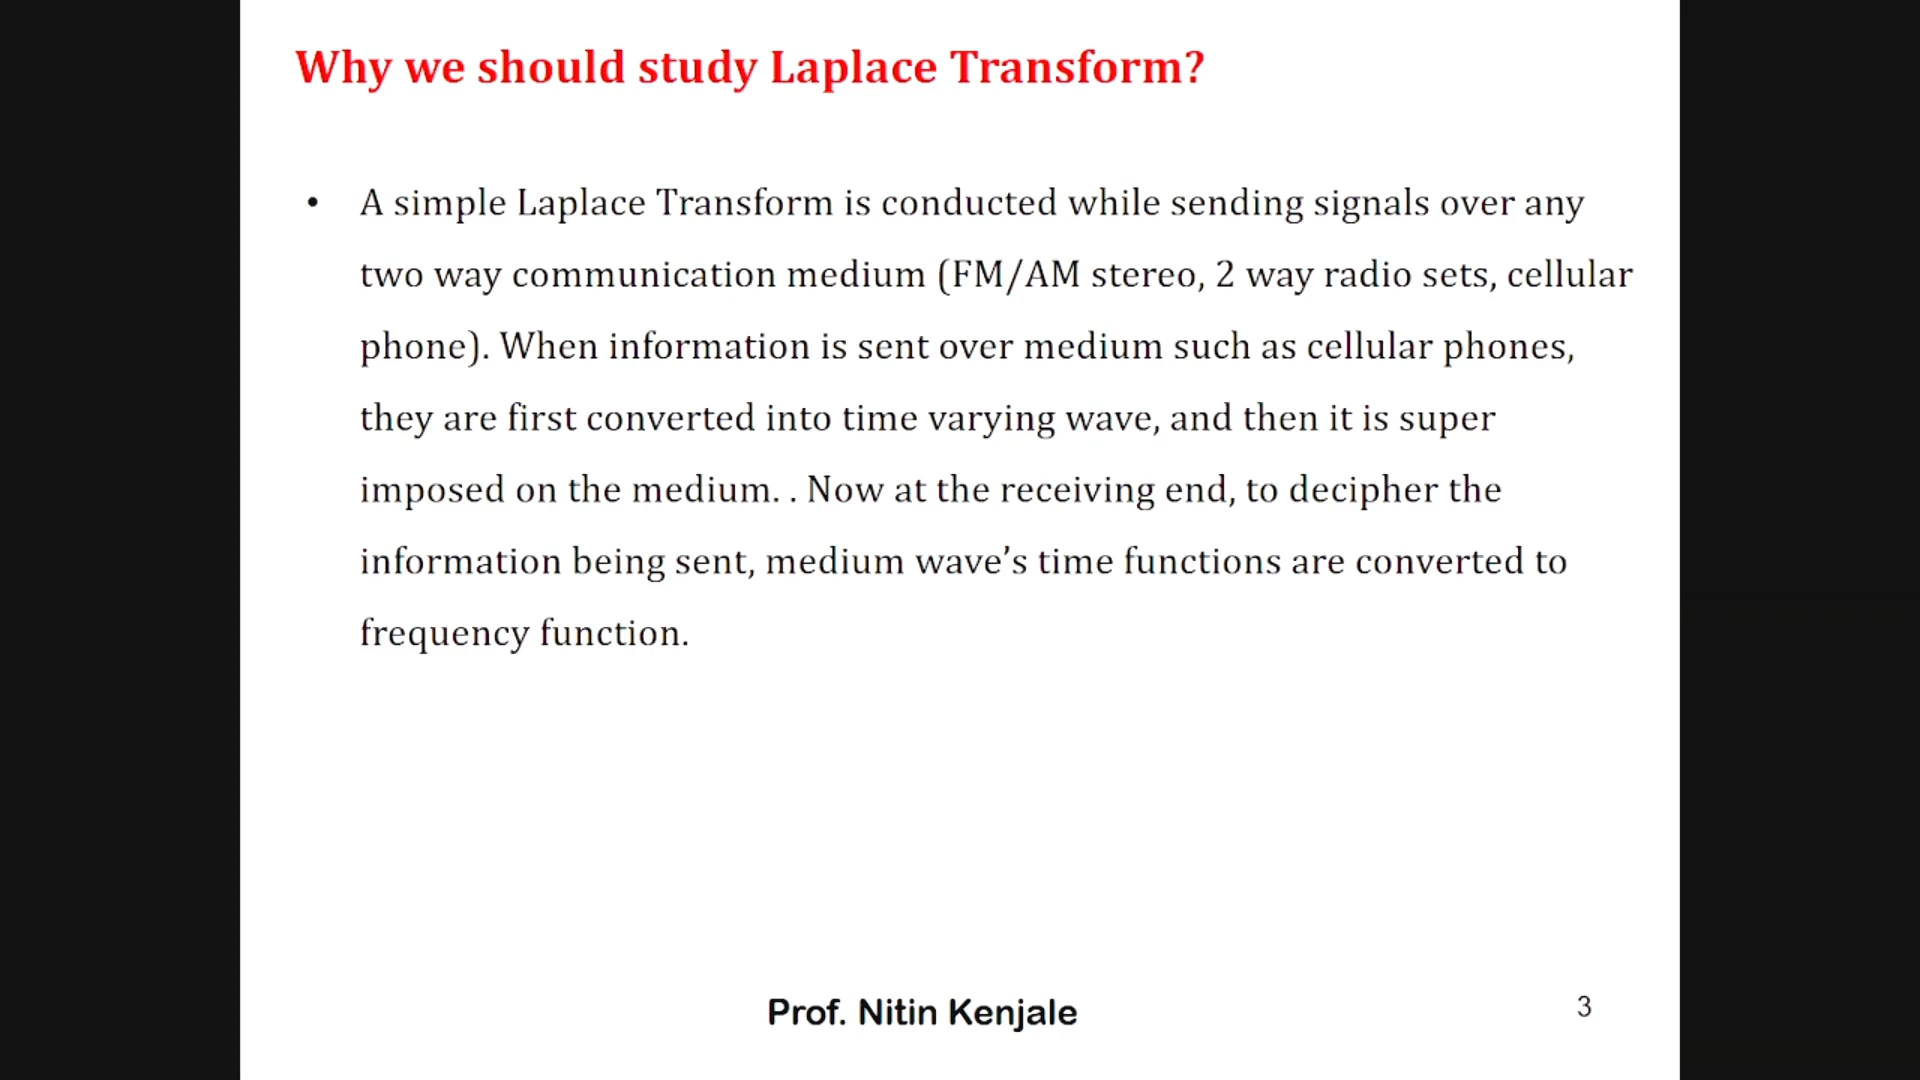 Why we should study Laplace Transform?
• A simple Laplace Transform is conducted while sending signals over any
two way communication medium (FM/AM stereo, 2 way radio sets, cellular
phone). When information is sent over medium such as cellular phones,
they are first converted into time varying wave, and then it is super
imposed on the medium. . Now at the receiving end, to decipher the
information being sent, medium wave’s time functions are converted to
frequency function.
Prof. Nitin Kenjale
3